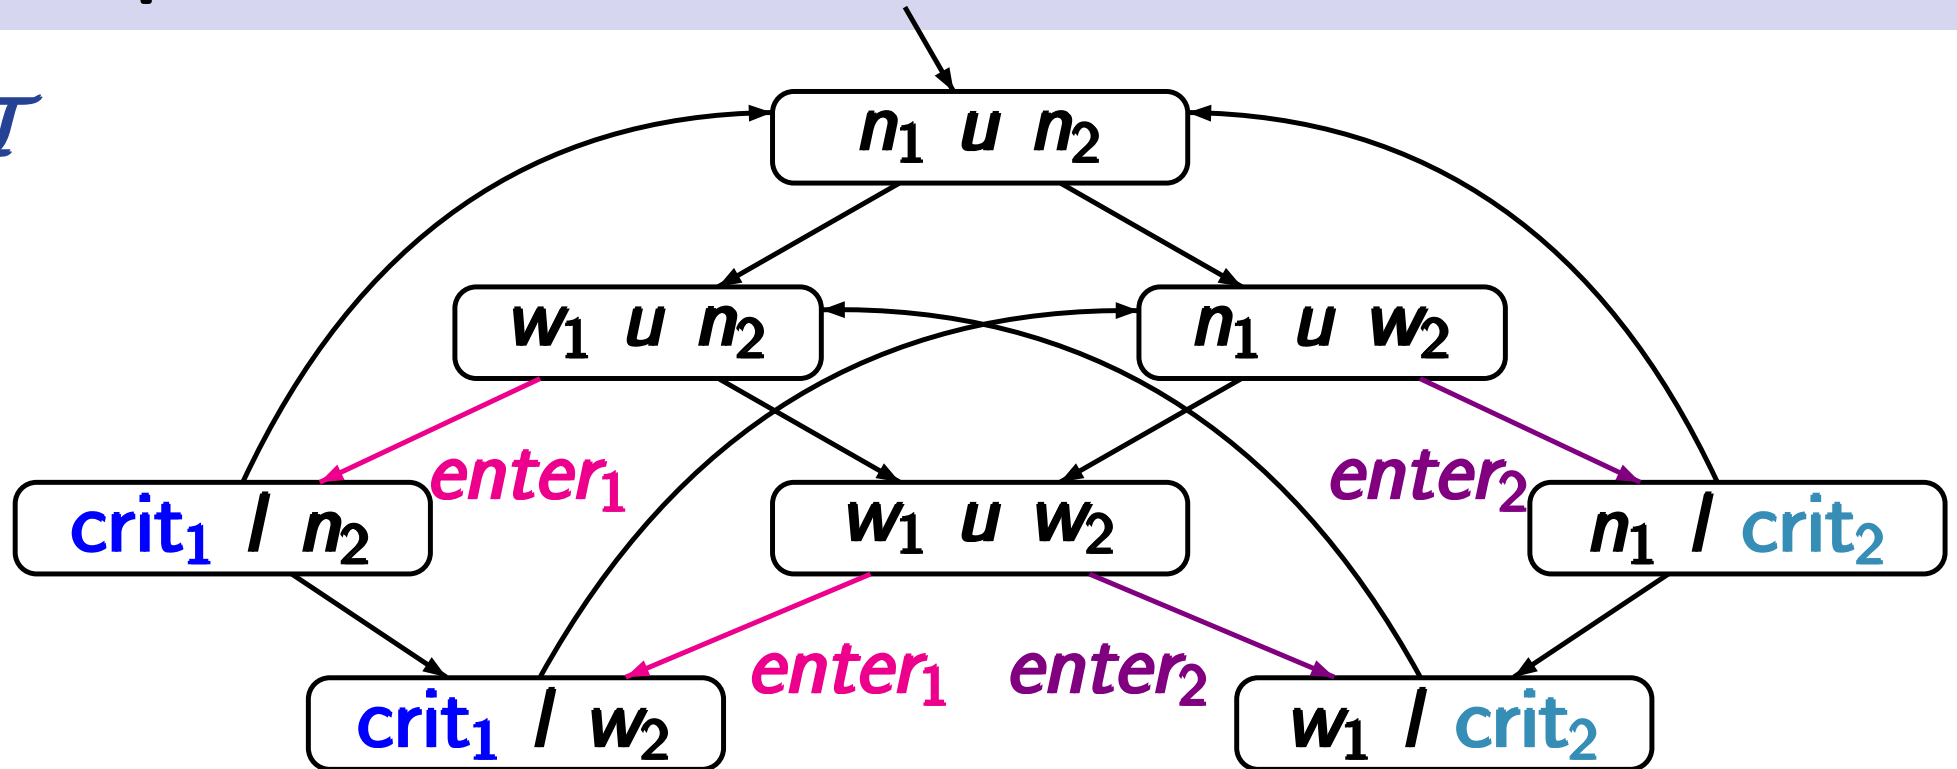 n₁ u n₂
w₁ u n₂
n₁ u w₂
enter₁
enter₂
crit₁ l n₂
w₁ u w₂
n₁ l crit₂
enter₁
enter₂
crit₁ l w₂
w₁ l crit₂